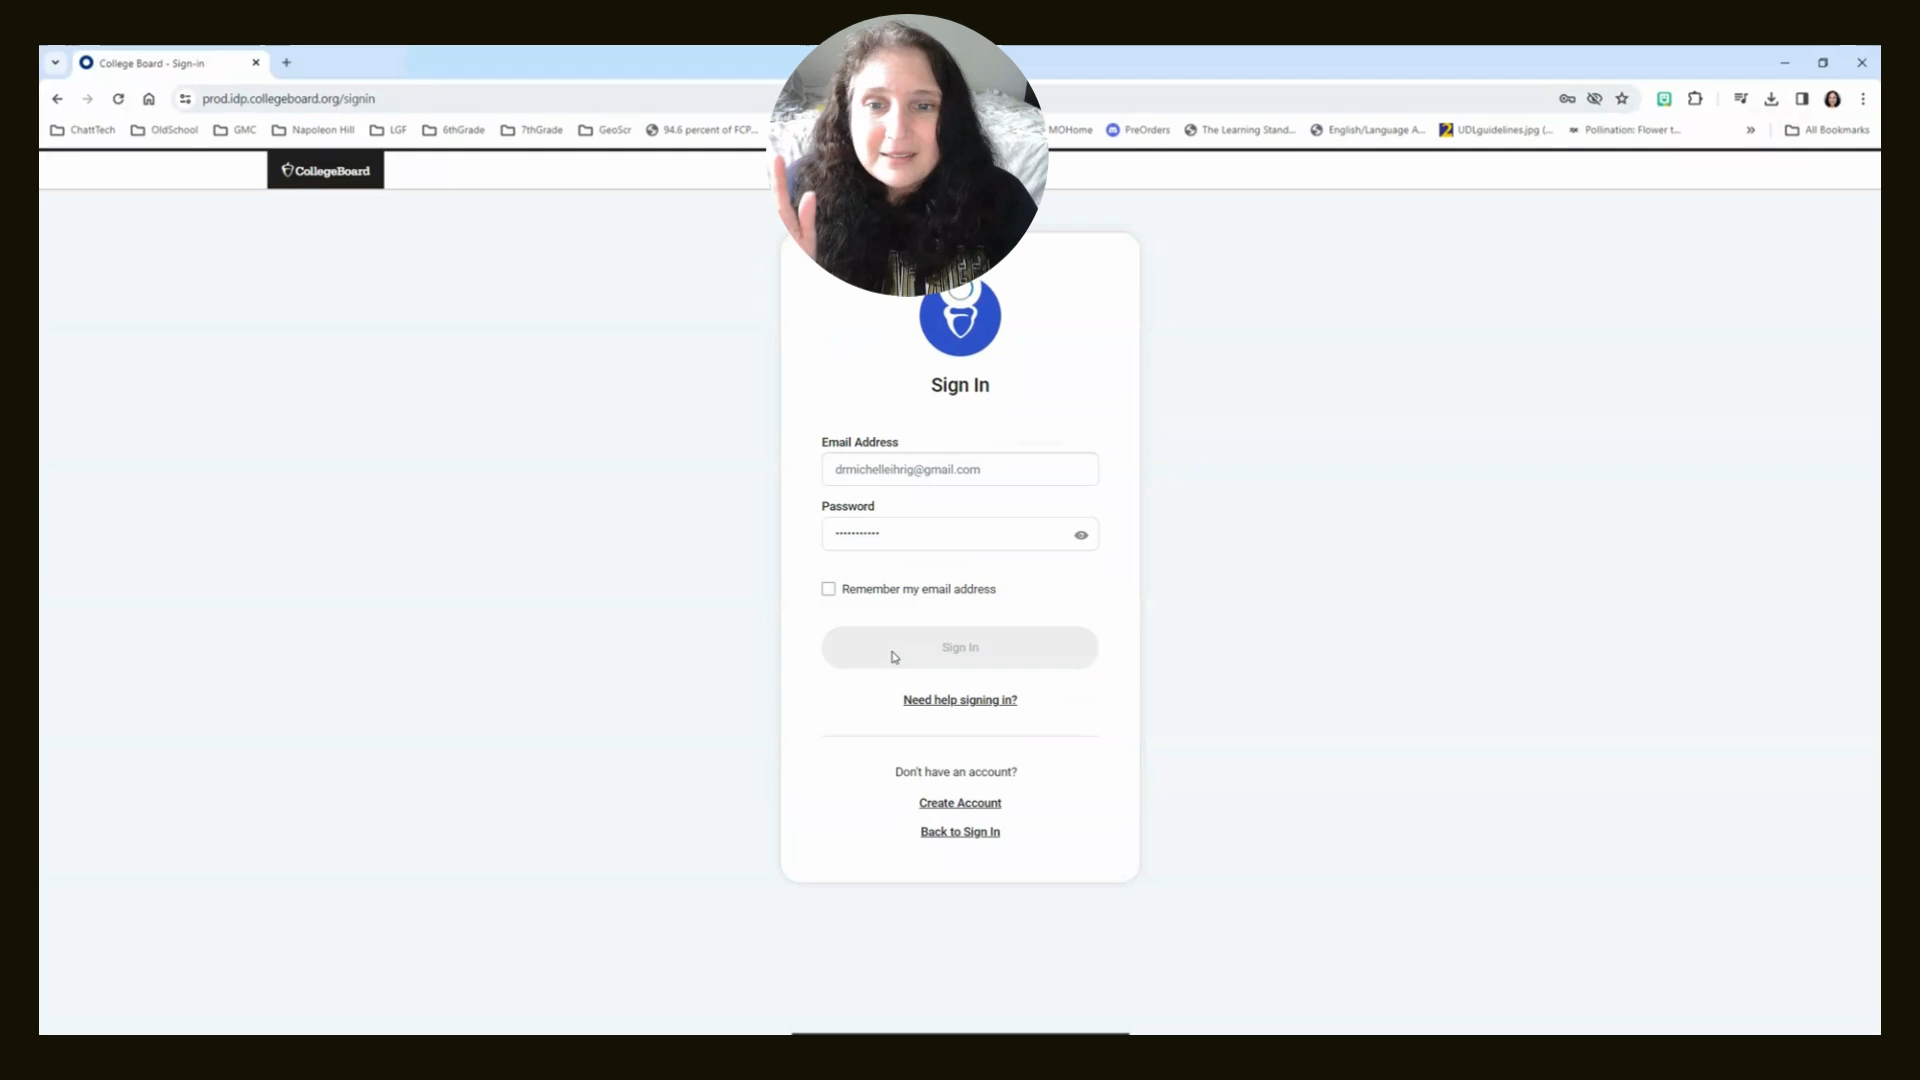 College Board - Sign-in
prod.idp.collegeboard.org/signin
ChattTech
OldSchool
GMC
Napoleon Hill
LGF
6thGrade
7thGrade
GeoScr
94.6 percent of FCP...
MOHome
PreOrders
The Learning Stand...
English/Language A...
UDLguidelines.jpg (...
Pollination: Flower t...
All Bookmarks
CollegeBoard
Sign In
Email Address
drmichelleihrig@gmail.com
Password
Remember my email address
Sign In
Need help signing in?
Don't have an account?
Create Account
Back to Sign In